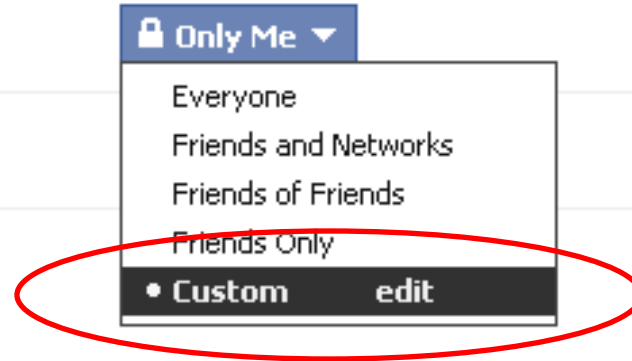 Only Me
Everyone
Friends and Networks
Friends of Friends
Friends Only
Custom edit